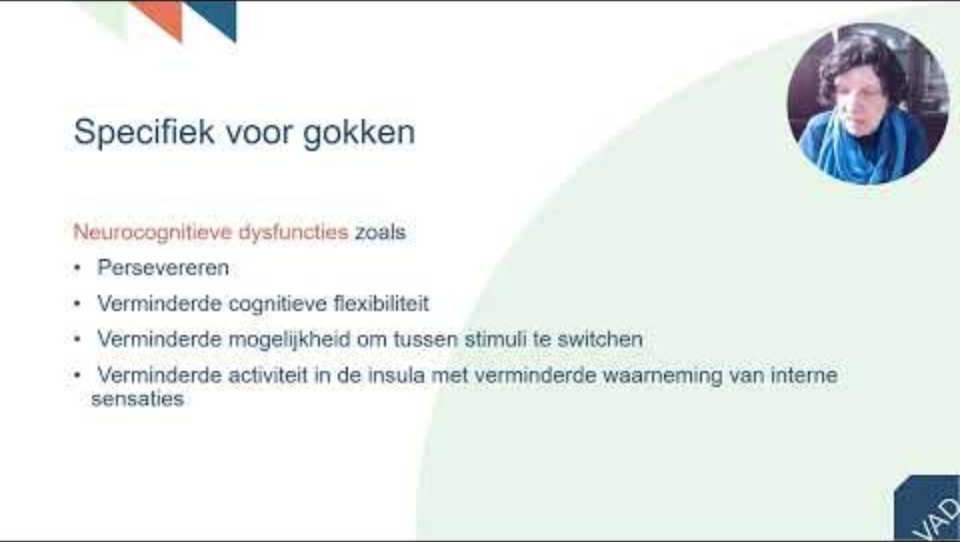 Specifiek voor gokken
Neurocognitieve dysfuncties zoals
• Persevereren
• Verminderde cognitieve flexibiliteit
• Verminderde mogelijkheid om tussen stimuli te switchen
• Verminderde activiteit in de insula met verminderde waarneming van interne
sensaties
VAD